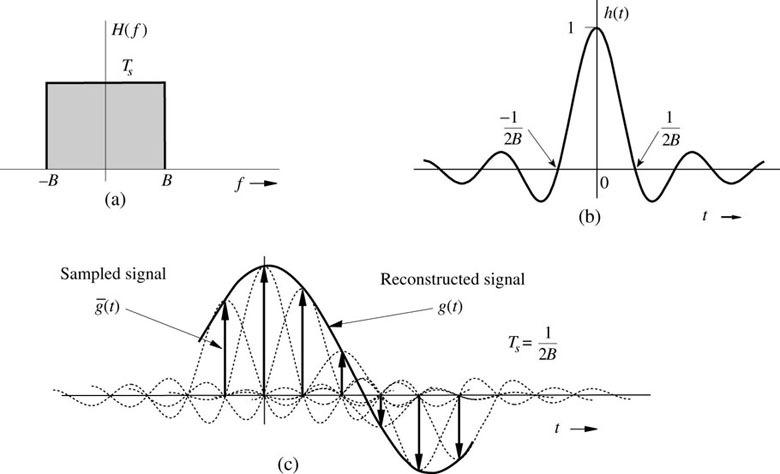 H(f)
T_s
–B
B
f
(a)
h(t)
1
–1
2B
1
2B
0
t
(b)
Sampled signal
g̅(t)
Reconstructed signal
g(t)
T_s = 1
2B
t
(c)